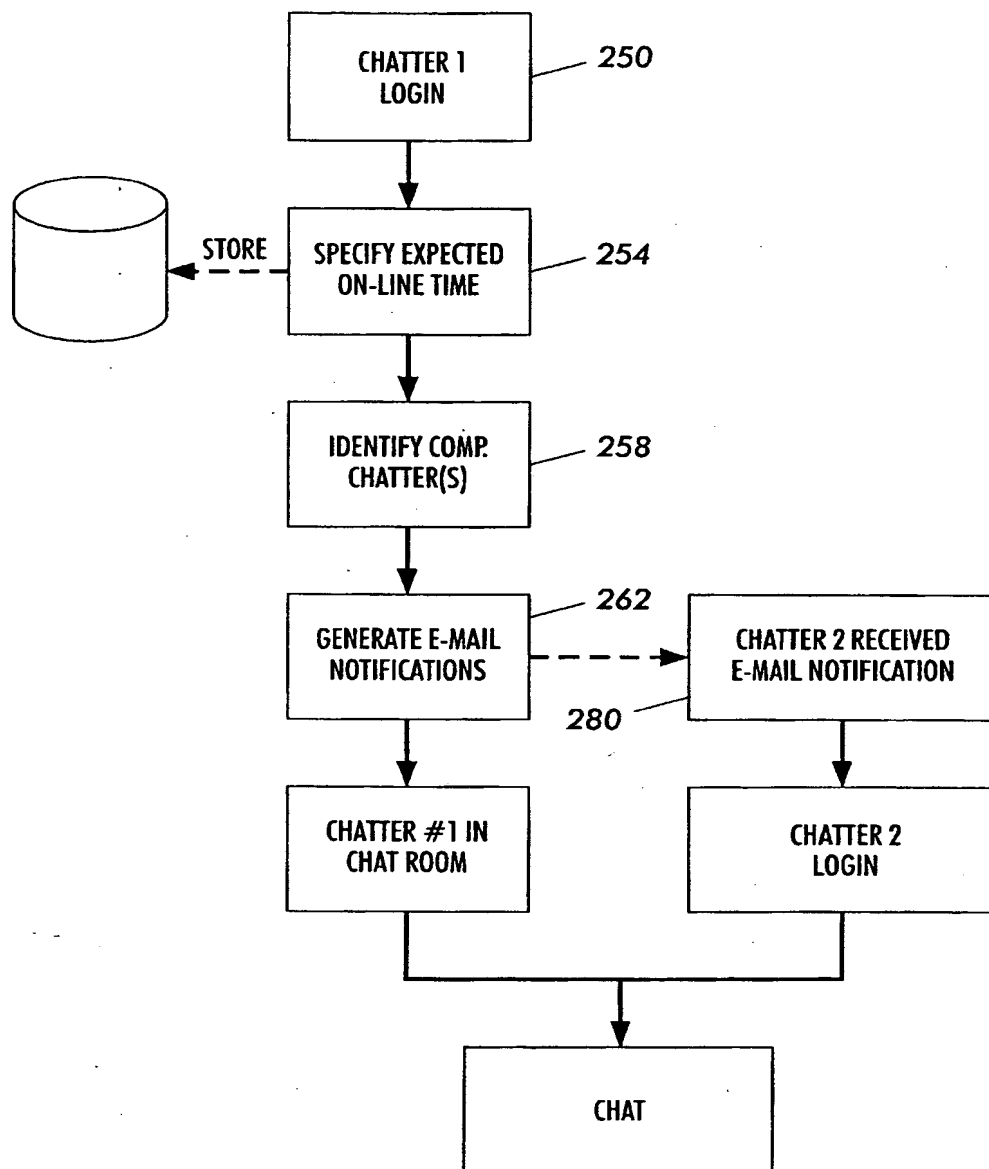 CHATTER 1
LOGIN
250
STORE
SPECIFY EXPECTED
ON-LINE TIME
254
IDENTIFY COMP.
CHATTER(S)
258
262
GENERATE E-MAIL
NOTIFICATIONS
CHATTER 2 RECEIVED
E-MAIL NOTIFICATION
280
CHATTER #1 IN
CHAT ROOM
CHATTER 2
LOGIN
CHAT